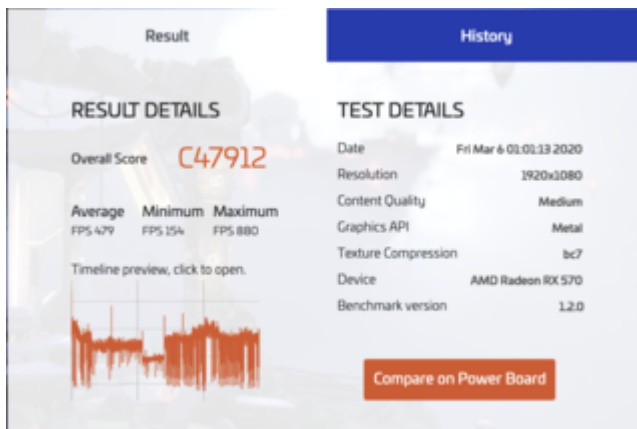 Result
History
RESULT DETAILS
Overall Score C47912
Average Minimum Maximum
FPS 479 FPS 154 FPS 880
Timeline preview, click to open.
TEST DETAILS
Date Fri Mar 6 01:01:13 2020
Resolution 1920x1080
Content Quality Medium
Graphics API Metal
Texture Compression bc7
Device AMD Radeon RX 570
Benchmark version 1.2.0
Compare on Power Board